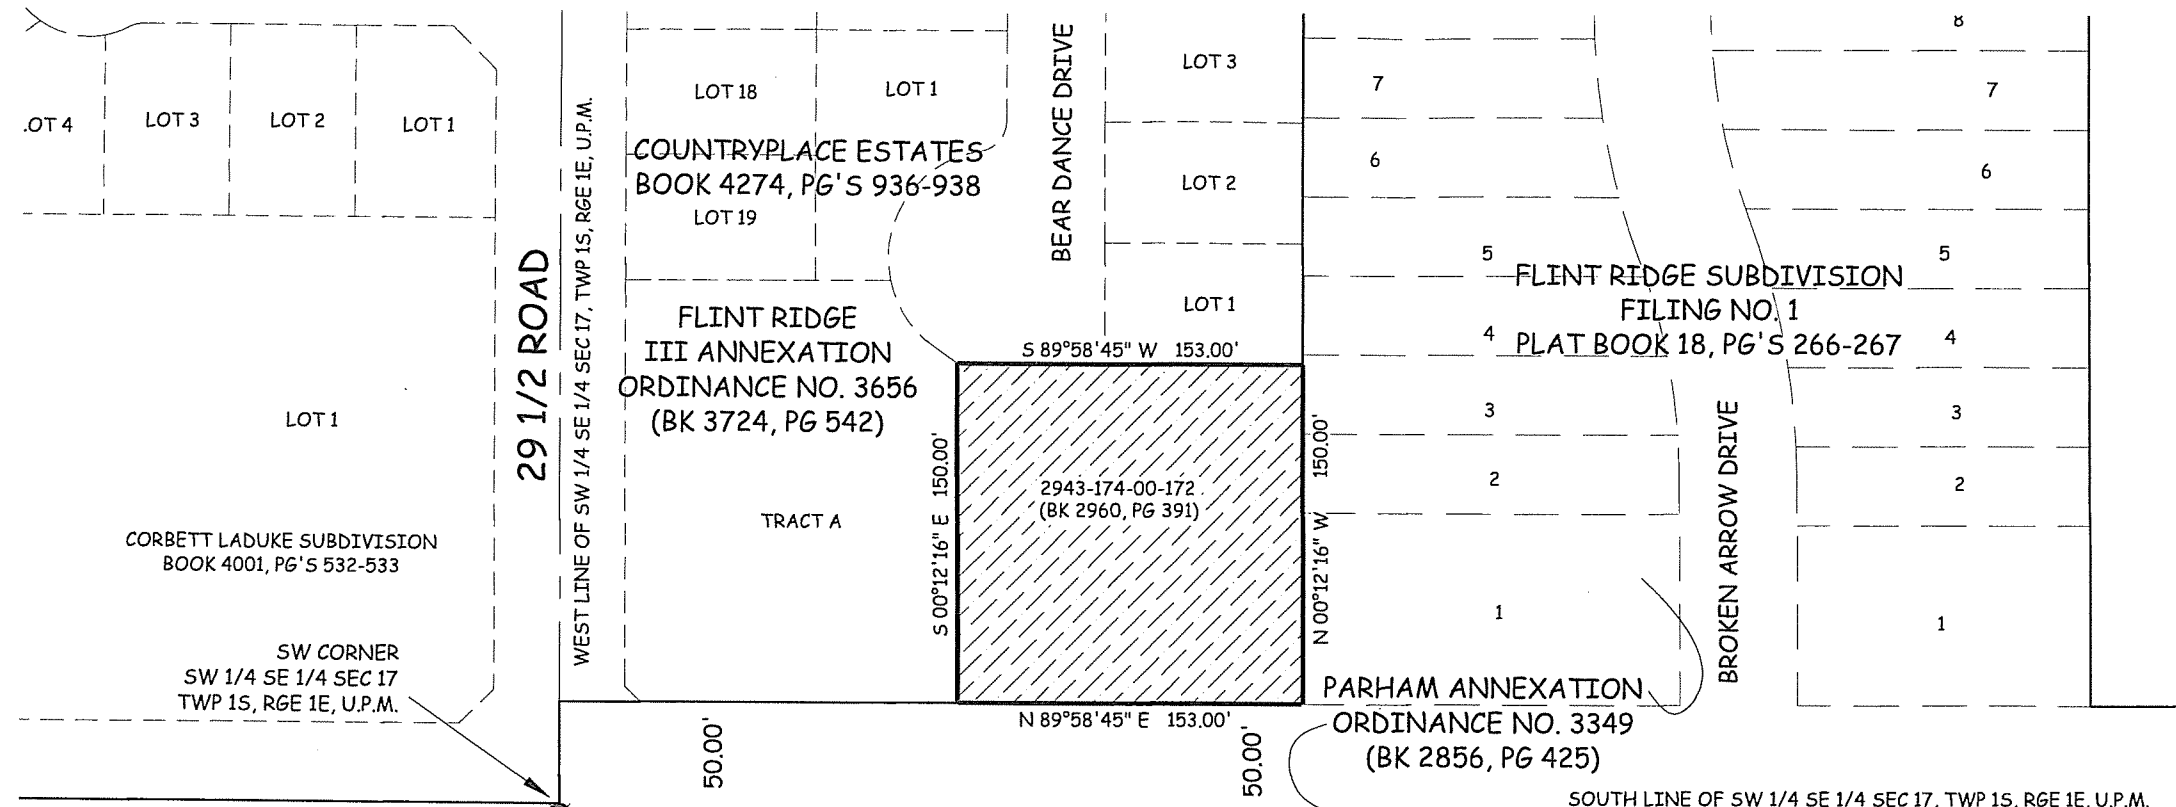 .OT 4
LOT 3
LOT 2
LOT 1
LOT 1
CORBETT LADUKE SUBDIVISION
BOOK 4001, PG'S 532-533
SW CORNER
SW 1/4 SE 1/4 SEC 17
TWP 1S, RGE 1E, U.P.M.
29 1/2 ROAD
WEST LINE OF SW 1/4 SE 1/4 SEC 17, TWP 1S, RGE 1E, U.P.M.
LOT 18
LOT 1
COUNTRYPLACE ESTATES
BOOK 4274, PG'S 936-938
LOT 19
FLINT RIDGE
III ANNEXATION
ORDINANCE NO. 3656
(BK 3724, PG 542)
TRACT A
BEAR DANCE DRIVE
LOT 3
LOT 2
LOT 1
S 89°58'45" W 153.00'
S 00°12'16" E 150.00'
2943-174-00-172
(BK 2960, PG 391)
N 00°12'16" W 150.00'
N 89°58'45" E 153.00'
50.00'
50.00'
7
6
5
4
3
2
1
FLINT RIDGE SUBDIVISION
FILING NO. 1
PLAT BOOK 18, PG'S 266-267
BROKEN ARROW DRIVE
8
7
6
5
4
3
2
1
PARHAM ANNEXATION
ORDINANCE NO. 3349
(BK 2856, PG 425)
SOUTH LINE OF SW 1/4 SE 1/4 SEC 17, TWP 1S, RGE 1E, U.P.M.